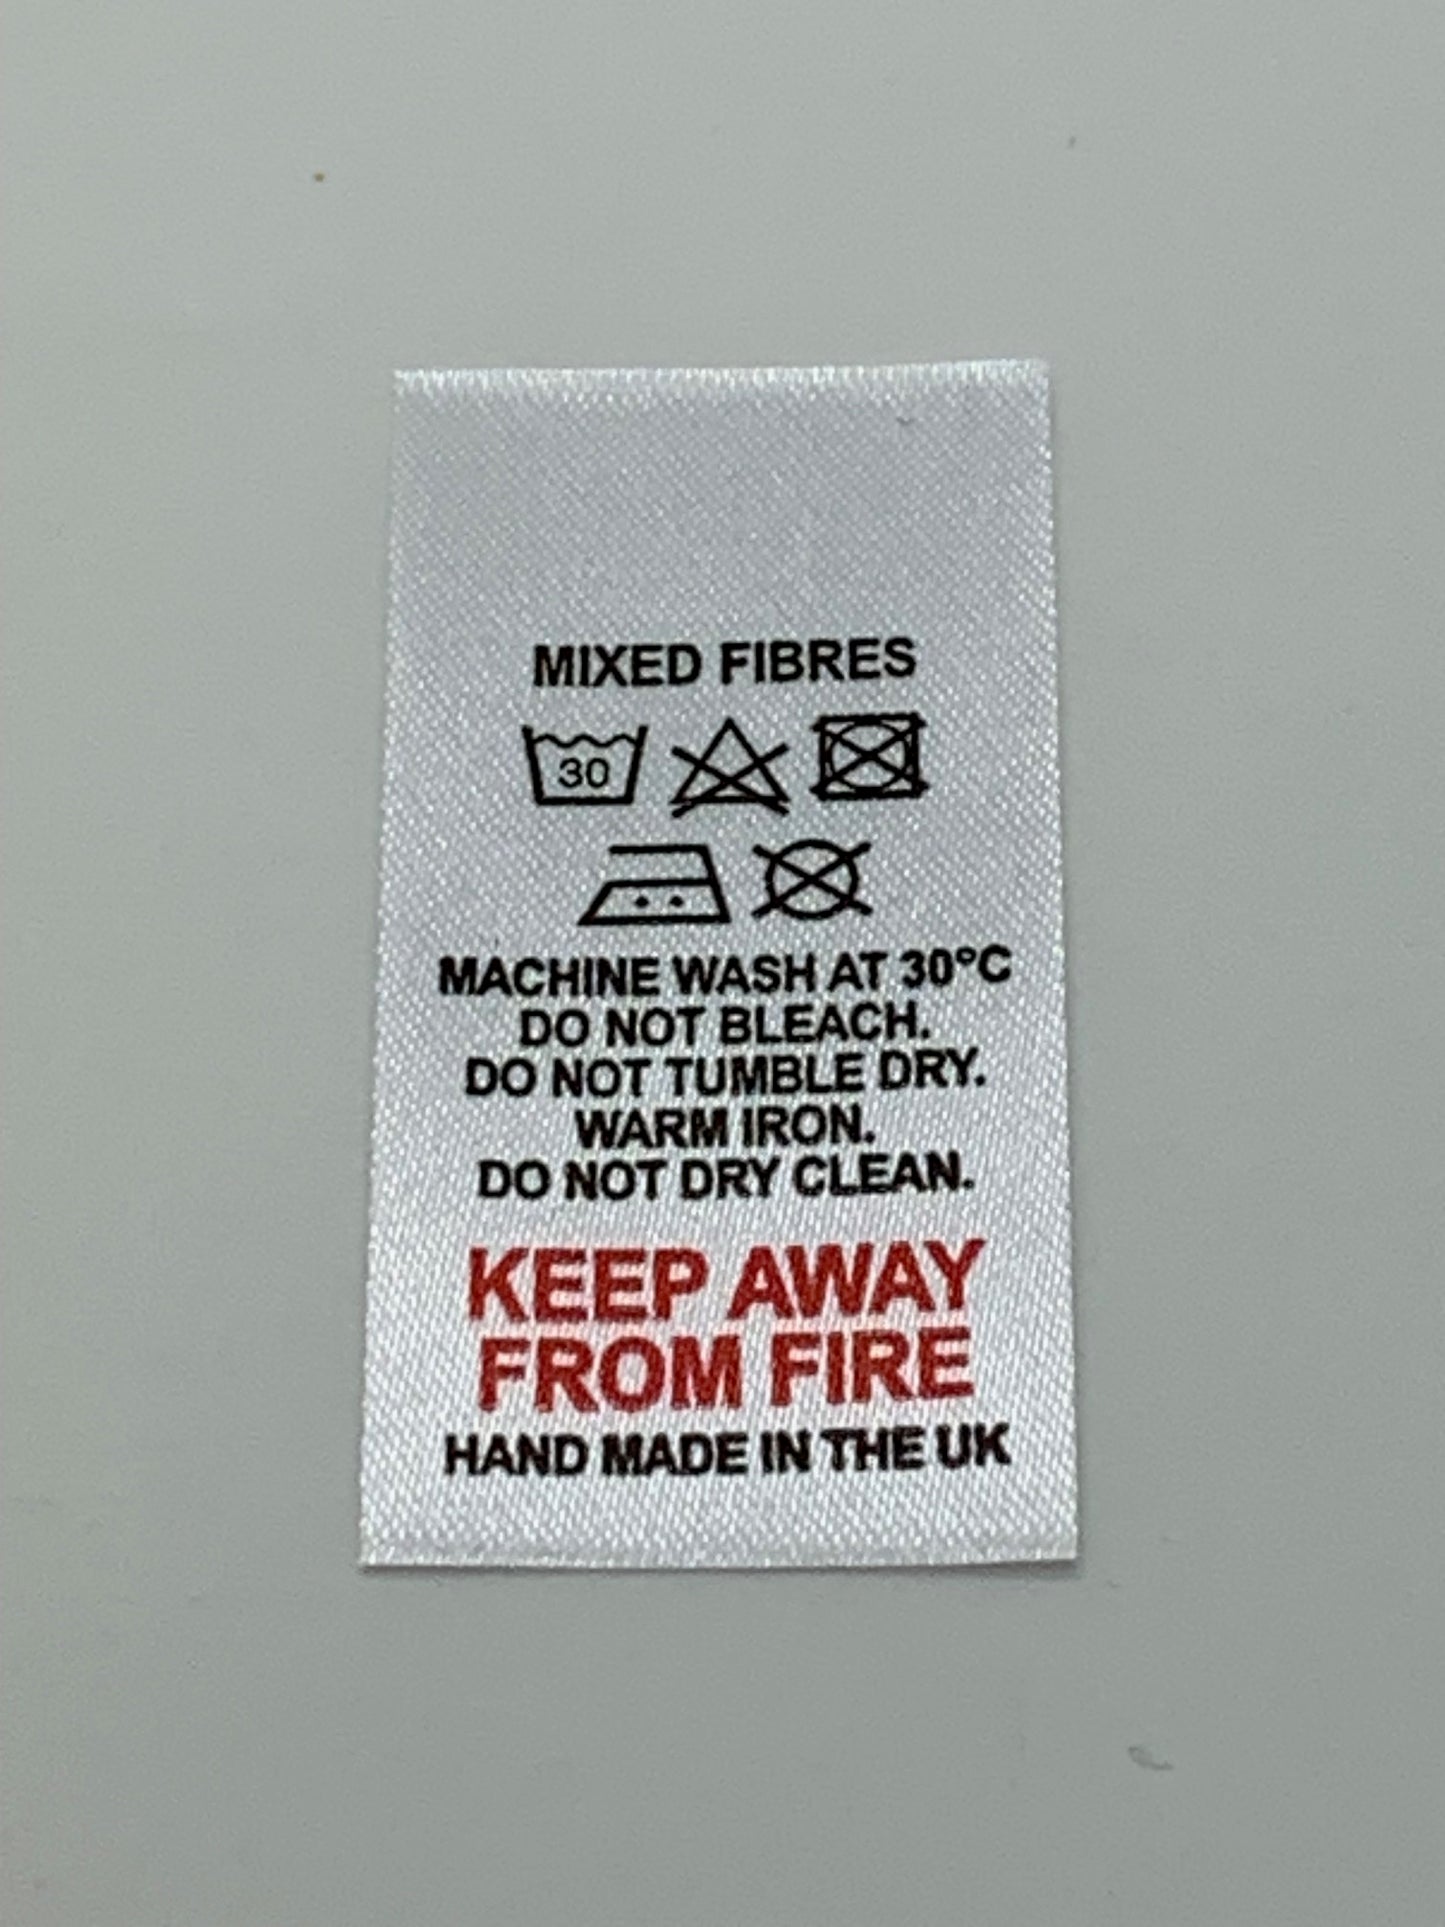 MIXED FIBRES
30
MACHINE WASH AT 30°C
DO NOT BLEACH.
DO NOT TUMBLE DRY.
WARM IRON.
DO NOT DRY CLEAN.
KEEP AWAY
FROM FIRE
HAND MADE IN THE UK